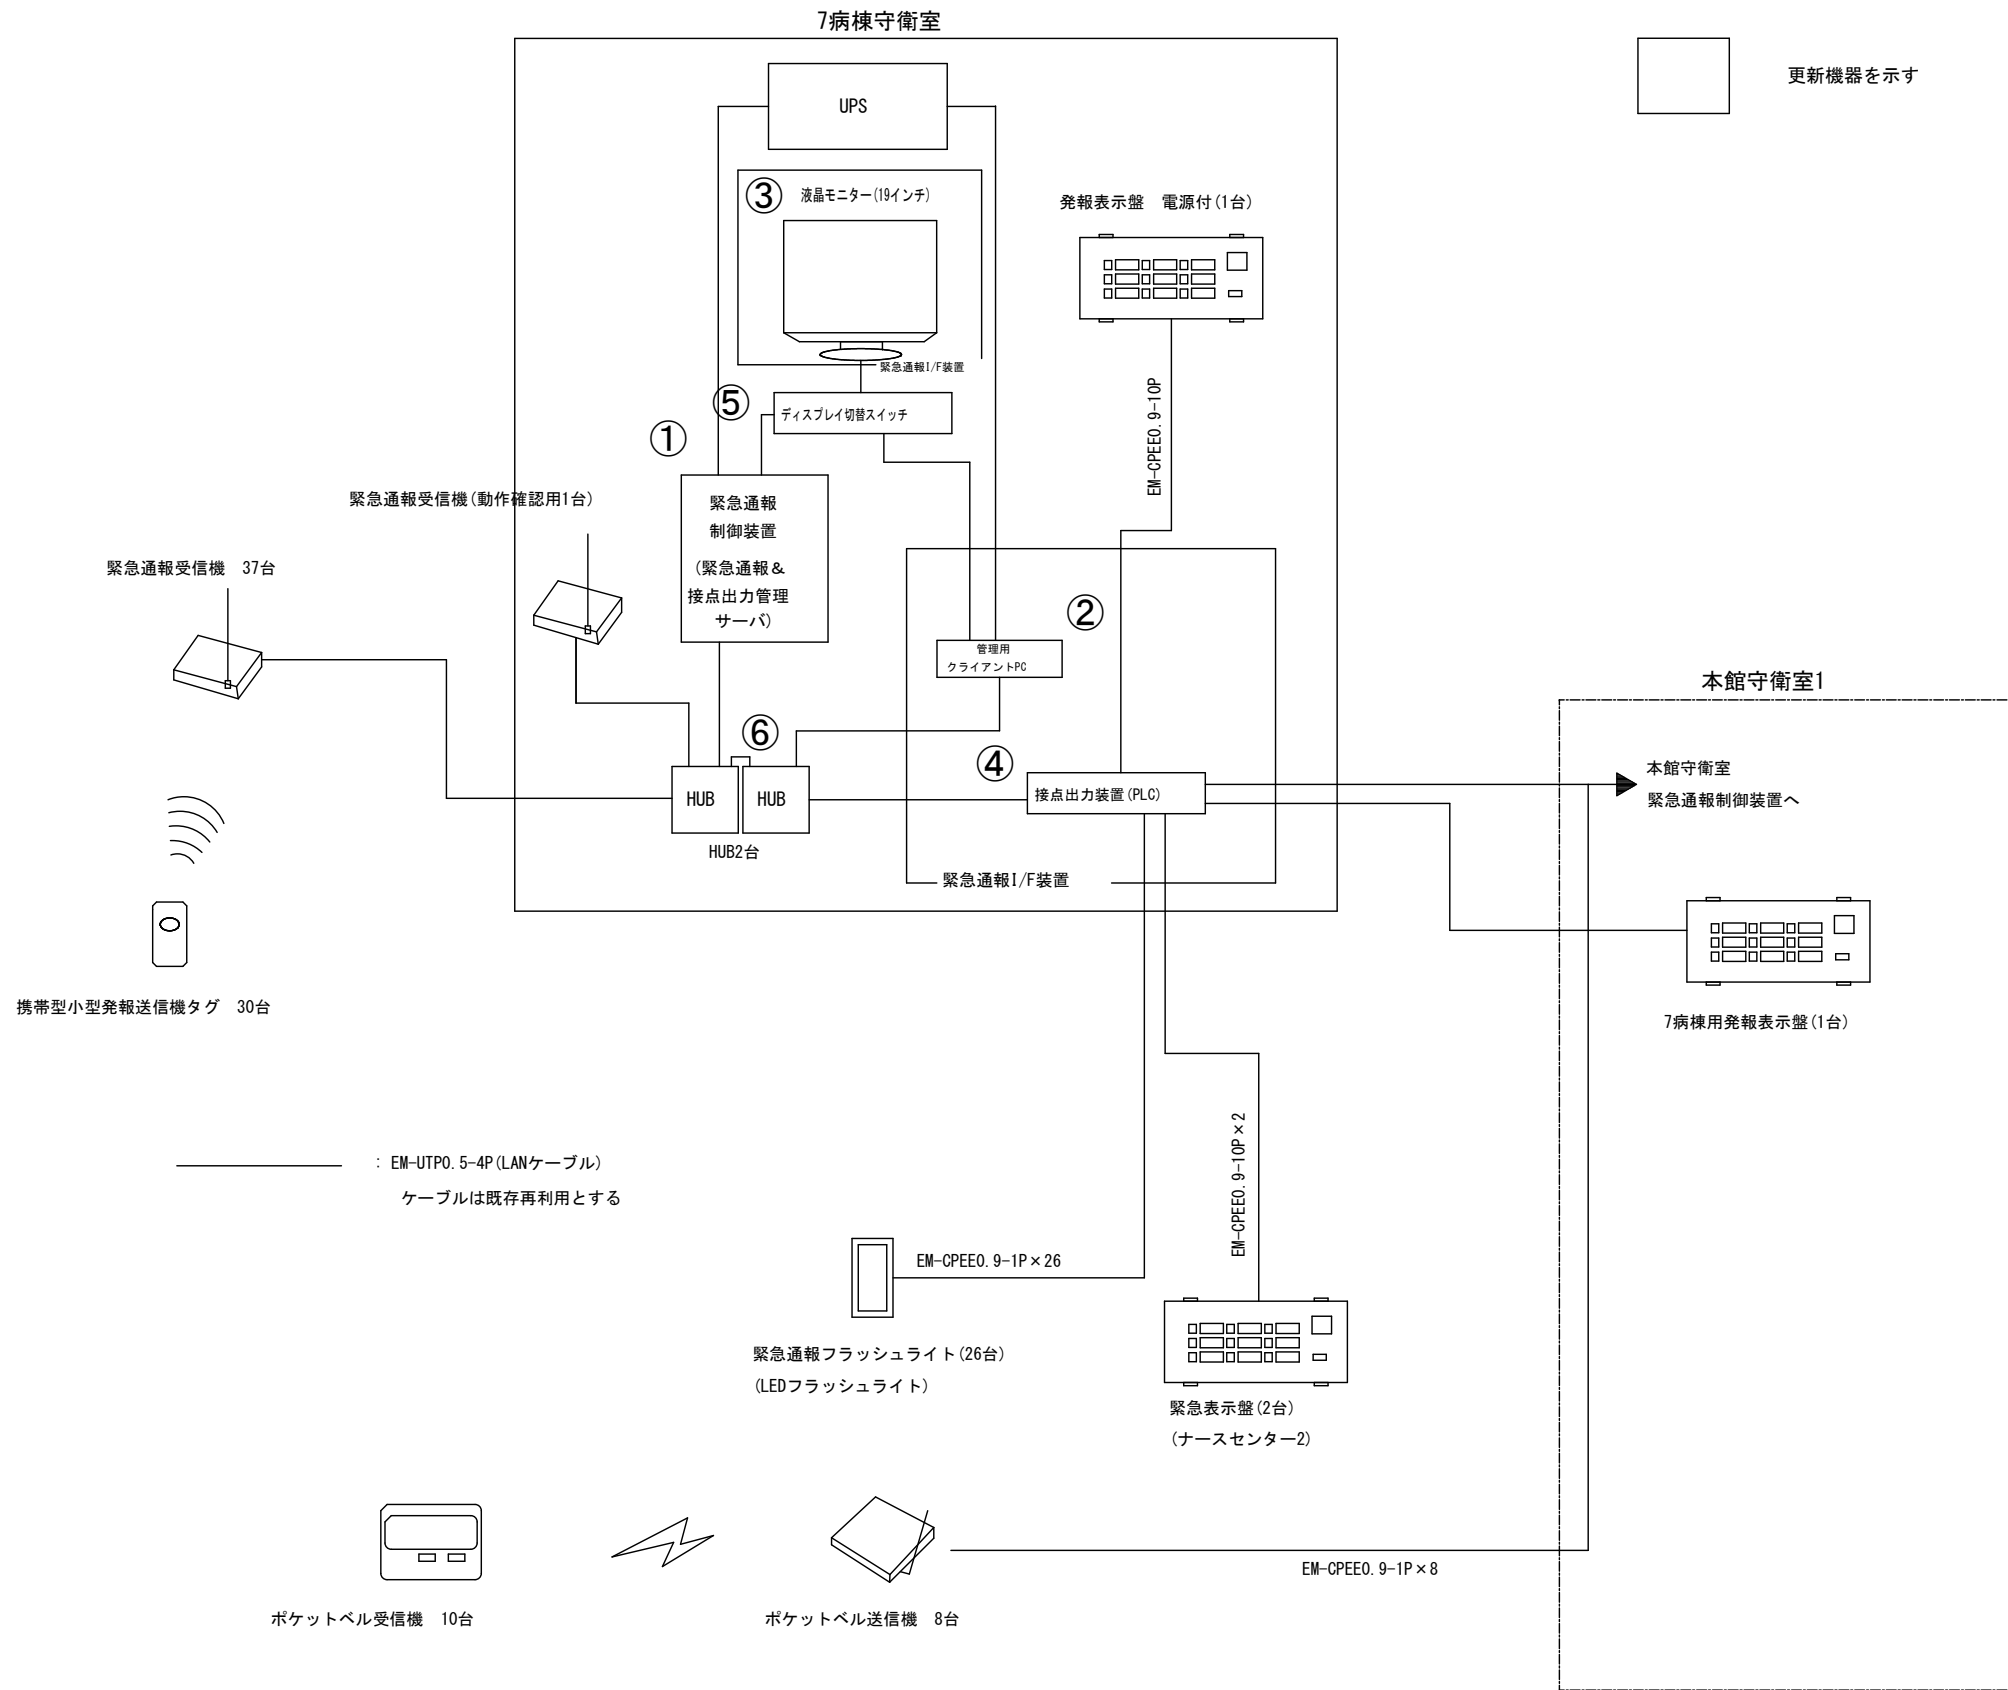 7病棟守衛室
更新機器を示す
UPS
③
液晶モニター(19インチ)
発報表示盤　電源付(1台)
緊急通報I/F装置
⑤
ディスプレイ切替スイッチ
①
EM-CPEE0.9-10P
緊急通報受信機(動作確認用1台)
緊急通報
制御装置
(緊急通報&
接点出力管理
サーバ)
緊急通報受信機　37台
②
管理用
クライアントPC
本館守衛室1
⑥
④
HUB
HUB
接点出力装置(PLC)
本館守衛室
緊急通報制御装置へ
HUB2台
緊急通報I/F装置
携帯型小型発報送信機タグ　30台
7病棟用発報表示盤(1台)
: EM-UTP0.5-4P(LANケーブル)
ケーブルは既存再利用とする
EM-CPEE0.9-10P×2
EM-CPEE0.9-1P×26
緊急通報フラッシュライト(26台)
(LEDフラッシュライト)
緊急表示盤(2台)
(ナースセンター2)
EM-CPEE0.9-1P×8
ポケットベル受信機　10台
ポケットベル送信機　8台